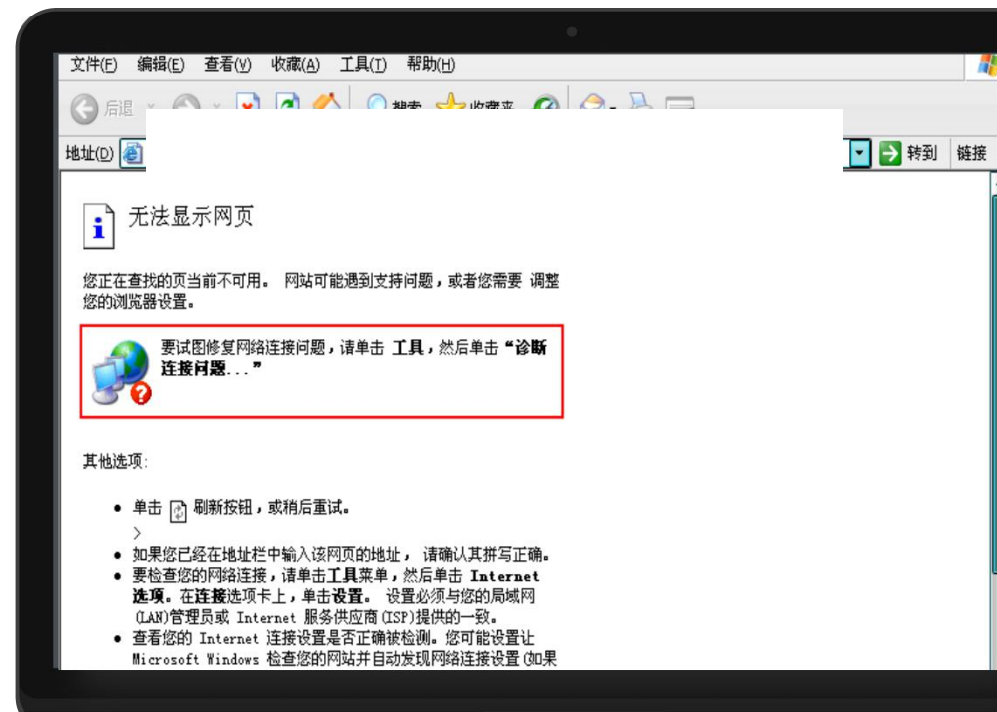 文件(F) 编辑(E) 查看(V) 收藏(A) 工具(T) 帮助(H)
后退 搜索 收藏夹
地址(D) 转到 链接
无法显示网页
您正在查找的页当前不可用。 网站可能遇到支持问题，或者您需要 调整
您的浏览器设置。
要试图修复网络连接问题，请单击 工具，然后单击 “诊断
连接问题...”
其他选项:
单击 刷新按钮，或稍后重试。
>
如果您已经在地址栏中输入该网页的地址， 请确认其拼写正确。
要检查您的网络连接，请单击工具菜单，然后单击 Internet
选项。在连接选项卡上，单击设置。 设置必须与您的局域网
(LAN)管理员或 Internet 服务供应商(ISP)提供的一致。
查看您的 Internet 连接设置是否正确被检测。您可能设置让
Microsoft Windows 检查您的网站并自动发现网络连接设置(如果